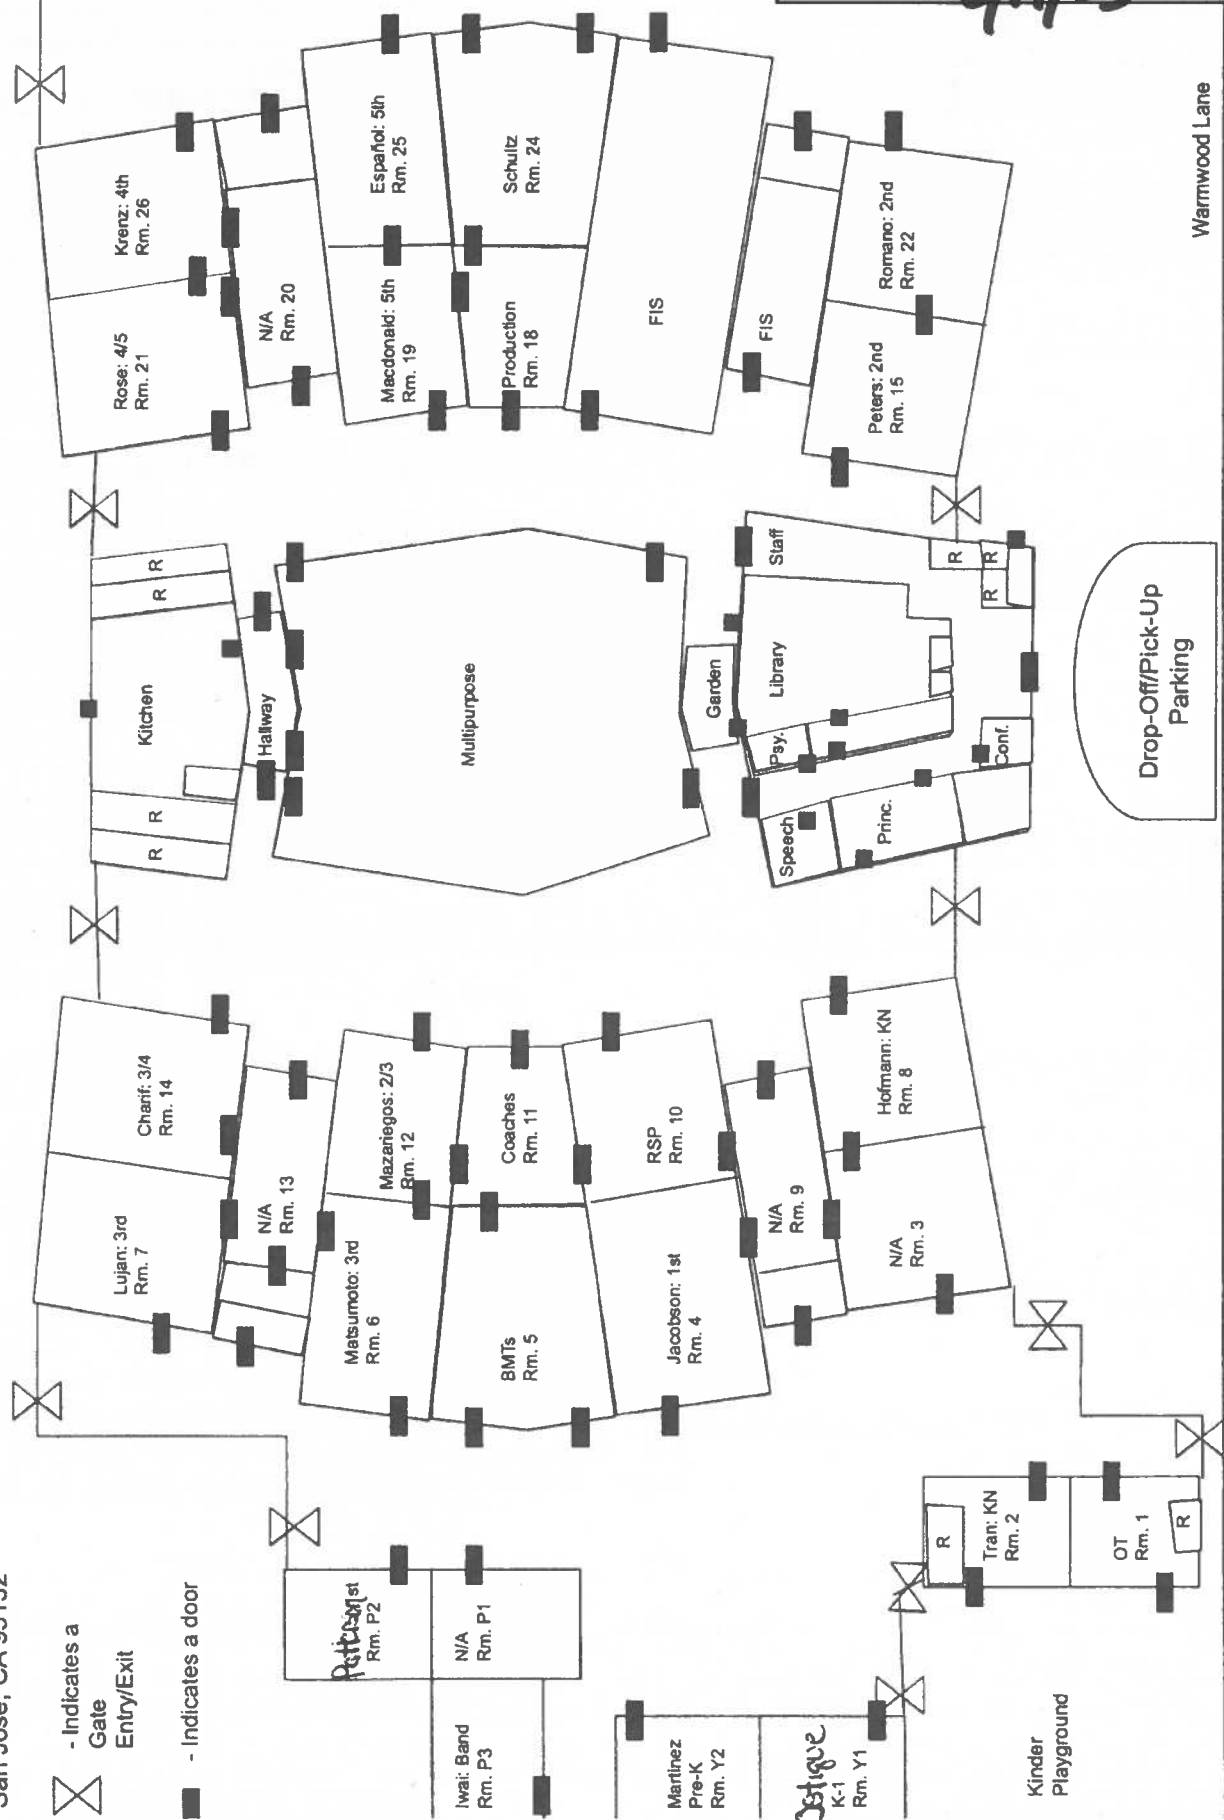 San Jose, CA 95132
- Indicates a
Gate
Entry/Exit
- Indicates a door
Lujan: 3rd
Rm. 7
Charif: 3/4
Rm. 14
R
R
Kitchen
R
R
Rose: 4/5
Rm. 21
Krenz: 4th
Rm. 26
N/A
Rm. 13
Hallway
N/A
Rm. 20
1st
Rm. P2
N/A
Rm. P1
Iwai: Band
Rm. P3
Matsumoto: 3rd
Rm. 6
Mazariegos: 2/3
Rm. 12
Macdonald: 5th
Rm. 19
Español: 5th
Rm. 25
BMTs
Rm. 5
Coaches
Rm. 11
Multipurpose
Production
Rm. 18
Schultz
Rm. 24
Jacobson: 1st
Rm. 4
RSP
Rm. 10
FIS
Martinez
Pre-K
Rm. Y2
K-1
Rm. Y1
N/A
Rm. 9
Garden
FIS
Speech
Psy.
Library
Staff
N/A
Rm. 3
Hofmann: KN
Rm. 8
Princ.
Conf.
R
R
R
Peters: 2nd
Rm. 15
Romano: 2nd
Rm. 22
R
Tran: KN
Rm. 2
OT
Rm. 1
R
Kinder
Playground
Drop-Off/Pick-Up
Parking
Warmwood Lane